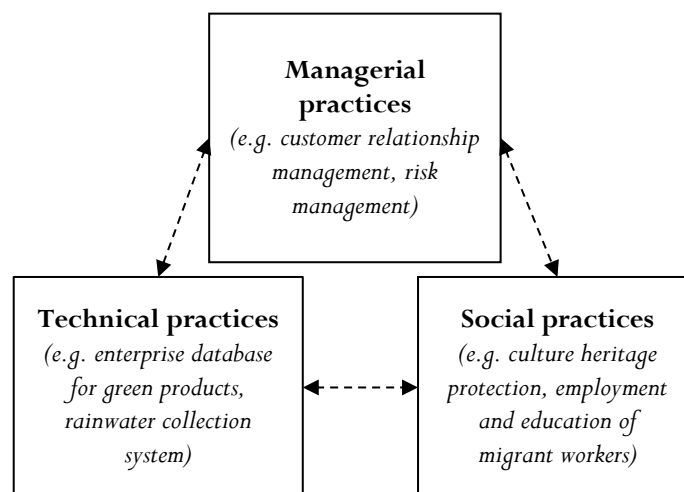 Managerial
practices
(e.g. customer relationship
management, risk
management)
Technical practices
(e.g. enterprise database
for green products,
rainwater collection
system)
Social practices
(e.g. culture heritage
protection, employment
and education of
migrant workers)